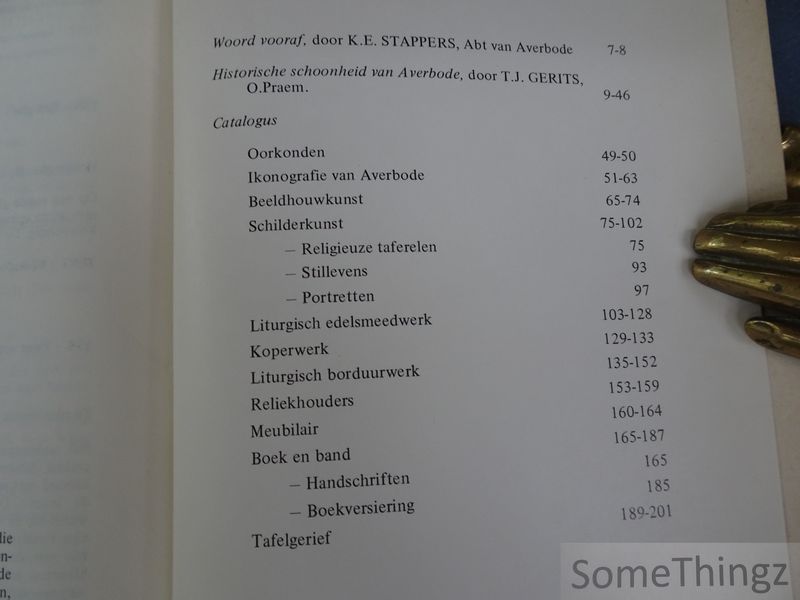 Woord vooraf, door K.E. STAPPERS, Abt van Averbode 7-8
Historische schoonheid van Averbode, door T.J. GERITS,
O.Praem. 9-46
Catalogus
Oorkonden 49-50
Ikonografie van Averbode 51-63
Beeldhouwkunst 65-74
Schilderkunst 75-102
– Religieuze taferelen 75
– Stillevens 93
– Portretten 97
Liturgisch edelsmeedwerk 103-128
Koperwerk 129-133
Liturgisch borduurwerk 135-152
Reliekhouders 153-159
Meubilair 160-164
Boek en band 165-187
– Handschriften 165
– Boekversiering 185
Tafelgerief 189-201
die
n-
de
n,
SomeThingz